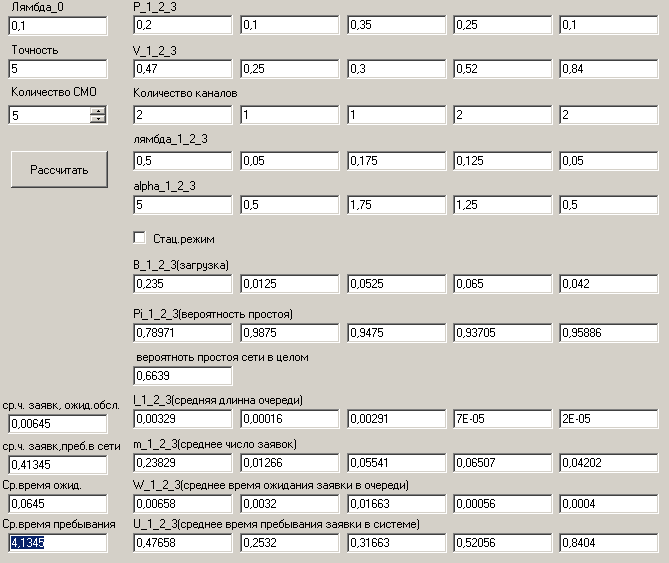 Лямбда_0 P_1_2_3
0,1 0,2 0,1 0,35 0,25 0,1
Точность V_1_2_3
5 0,47 0,25 0,3 0,52 0,84
Количество СМО Количество каналов
5 2 1 1 2 2
лямбда_1_2_3
0,5 0,05 0,175 0,125 0,05
Рассчитать
alpha_1_2_3
5 0,5 1,75 1,25 0,5
Стац.режим
B_1_2_3(загрузка)
0,235 0,0125 0,0525 0,065 0,042
Pi_1_2_3(вероятность простоя)
0,78971 0,9875 0,9475 0,93705 0,95886
вероятноть простоя сети в целом
0,6639
ср.ч. заявк, ожид.обсл. l_1_2_3(средняя длинна очереди)
0,00645 0,00329 0,00016 0,00291 7E-05 2E-05
ср.ч. заявк,преб.в сети m_1_2_3(среднее число заявок)
0,41345 0,23829 0,01266 0,05541 0,06507 0,04202
Ср.время ожид. W_1_2_3(среднее время ожидания заявки в очереди)
0,0645 0,00658 0,0032 0,01663 0,00056 0,0004
Ср.время пребывания U_1_2_3(среднее время пребывания заявки в системе)
4,1345 0,47658 0,2532 0,31663 0,52056 0,8404